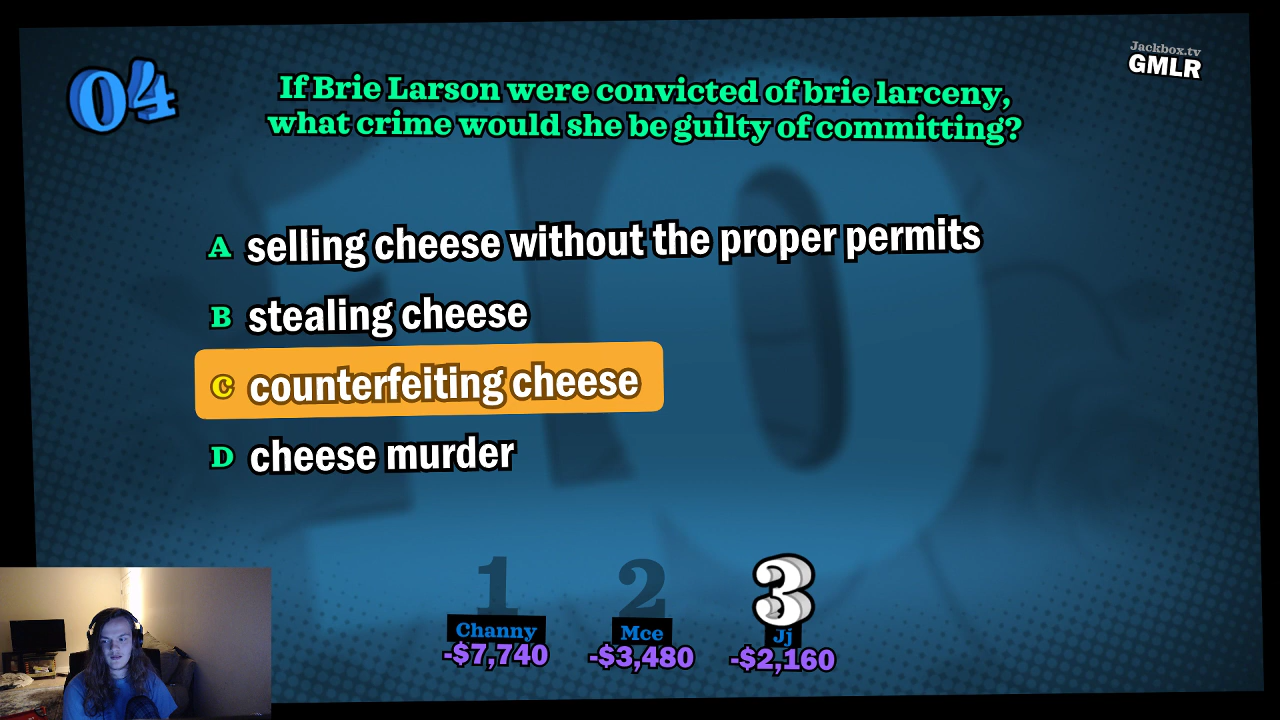 Jackbox.tv
GMLR
04
If Brie Larson were convicted of brie larceny,
what crime would she be guilty of committing?
10
A selling cheese without the proper permits
B stealing cheese
C counterfeiting cheese
D cheese murder
1 2 3
Channy Mce Jj
-$7,740 -$3,480 -$2,160